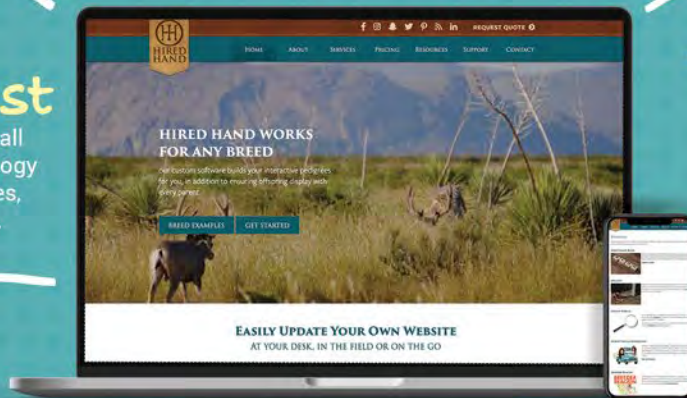 HH
HIRED
HAND
REQUEST QUOTE
HOME ABOUT SERVICES PRICING RESOURCES SUPPORT CONTACT
st
all
ogy
es,
HIRED HAND WORKS
FOR ANY BREED
our custom software builds your interactive pedigrees
for you, in addition to ensuring offspring display with
every parent.
BREED EXAMPLES GET STARTED
EASILY UPDATE YOUR OWN WEBSITE
AT YOUR DESK, IN THE FIELD OR ON THE GO